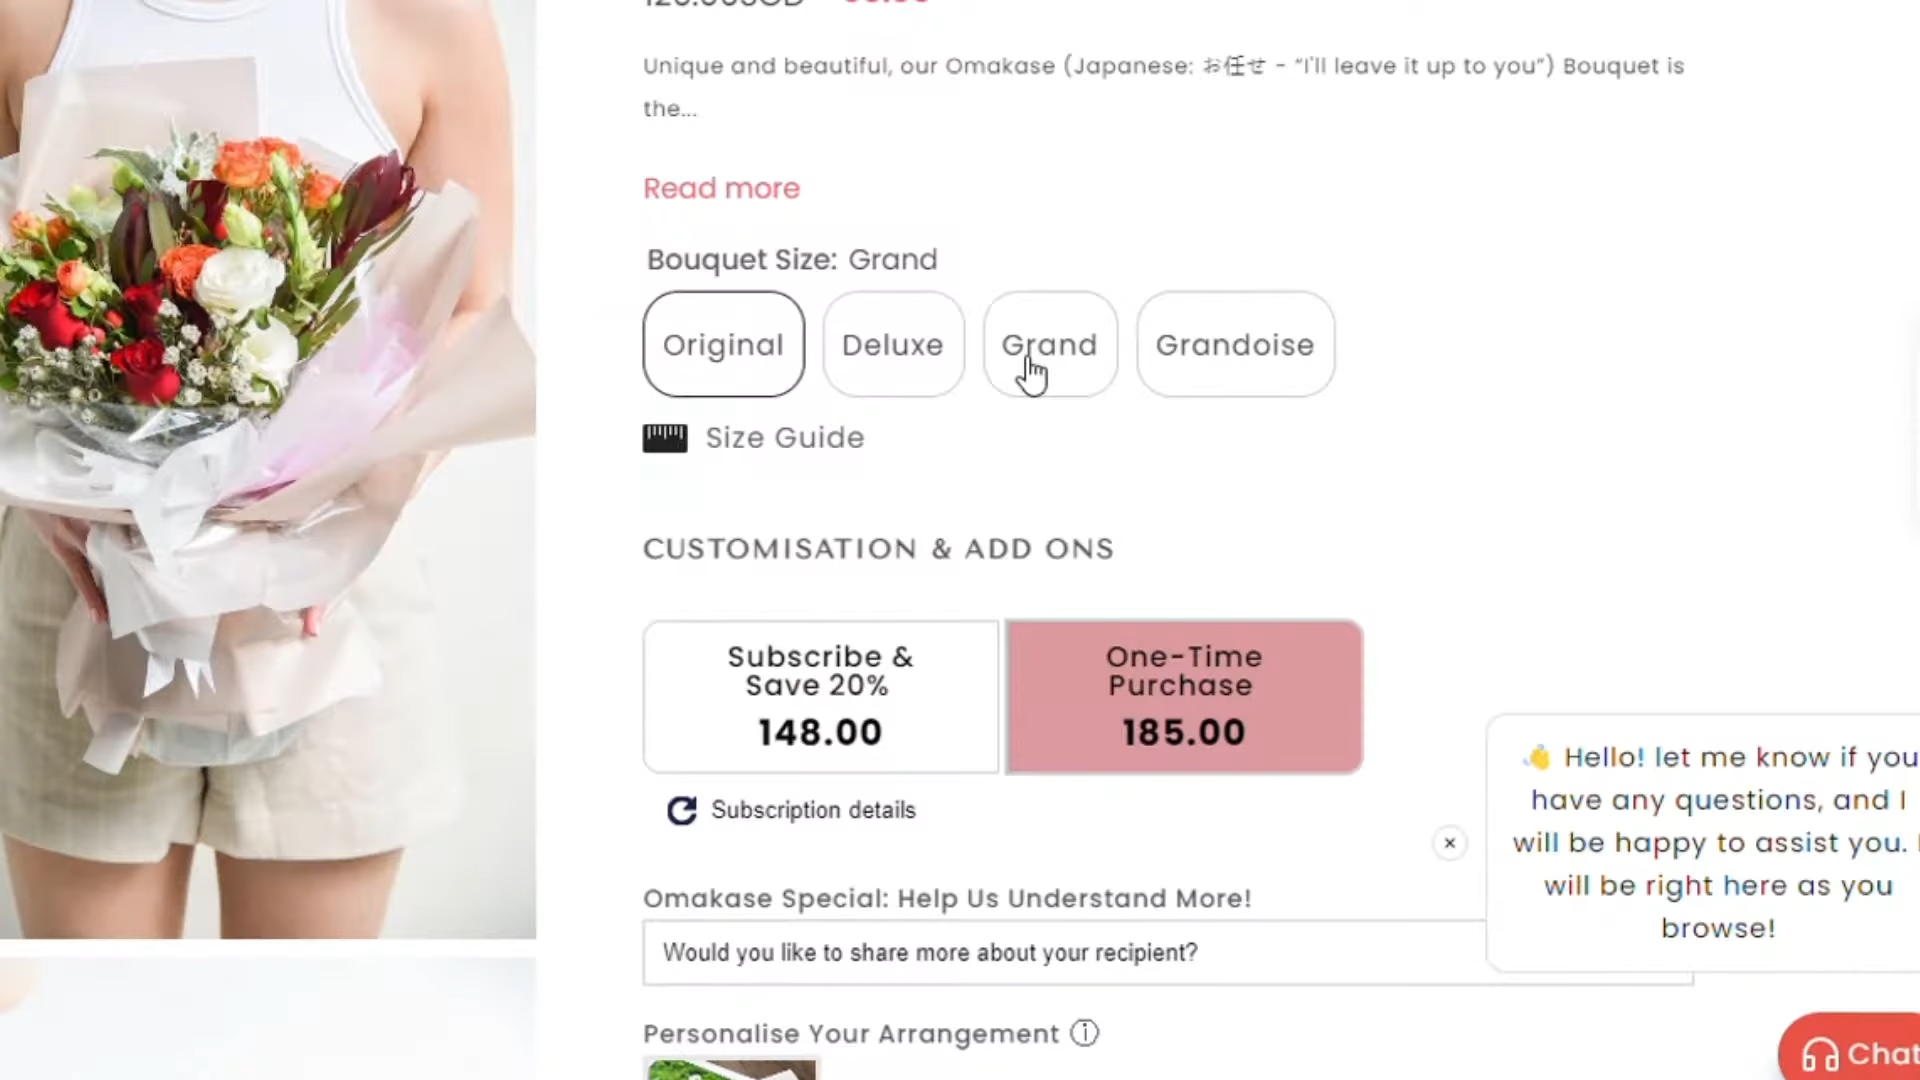 Unique and beautiful, our Omakase (Japanese: お任せ - “I'll leave it up to you”) Bouquet is
the...
Read more
Bouquet Size: Grand
Original
Deluxe
Grand
Grandoise
Size Guide
CUSTOMISATION & ADD ONS
Subscribe &
Save 20%
148.00
One-Time
Purchase
185.00
Subscription details
Omakase Special: Help Us Understand More!
Would you like to share more about your recipient?
Personalise Your Arrangement
Hello! let me know if you
have any questions, and I
will be happy to assist you.
will be right here as you
browse!
Chat